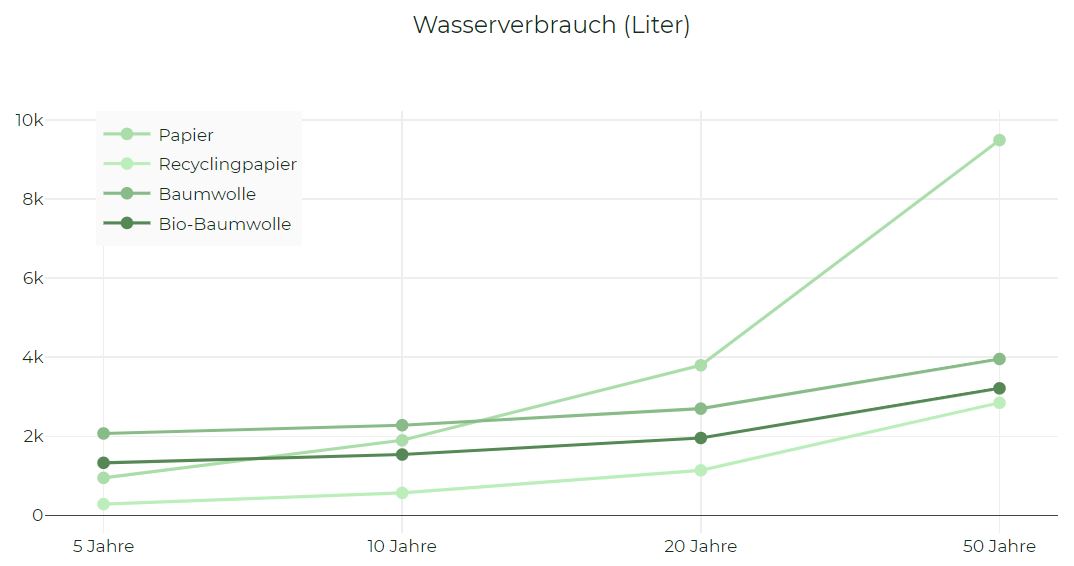 Wasserverbrauch (Liter)
10k
8k
6k
4k
2k
0
Papier
Recyclingpapier
Baumwolle
Bio-Baumwolle
5 Jahre
10 Jahre
20 Jahre
50 Jahre